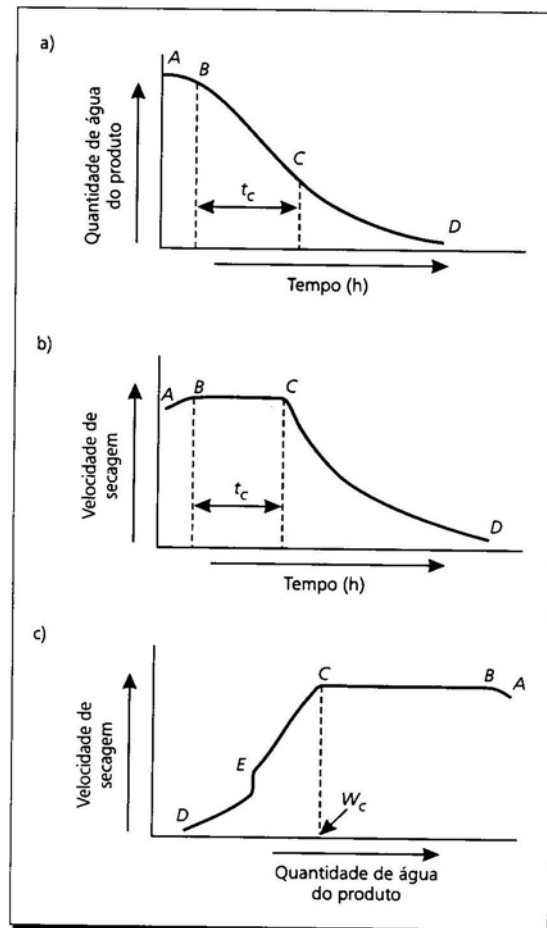 a)
A
B
Quantidade de água
do produto
C
t_c
D
Tempo (h)
b)
A
B
C
Velocidade de
secagem
t_c
D
Tempo (h)
c)
C
B
A
Velocidade de
secagem
E
D
W_c
Quantidade de água
do produto